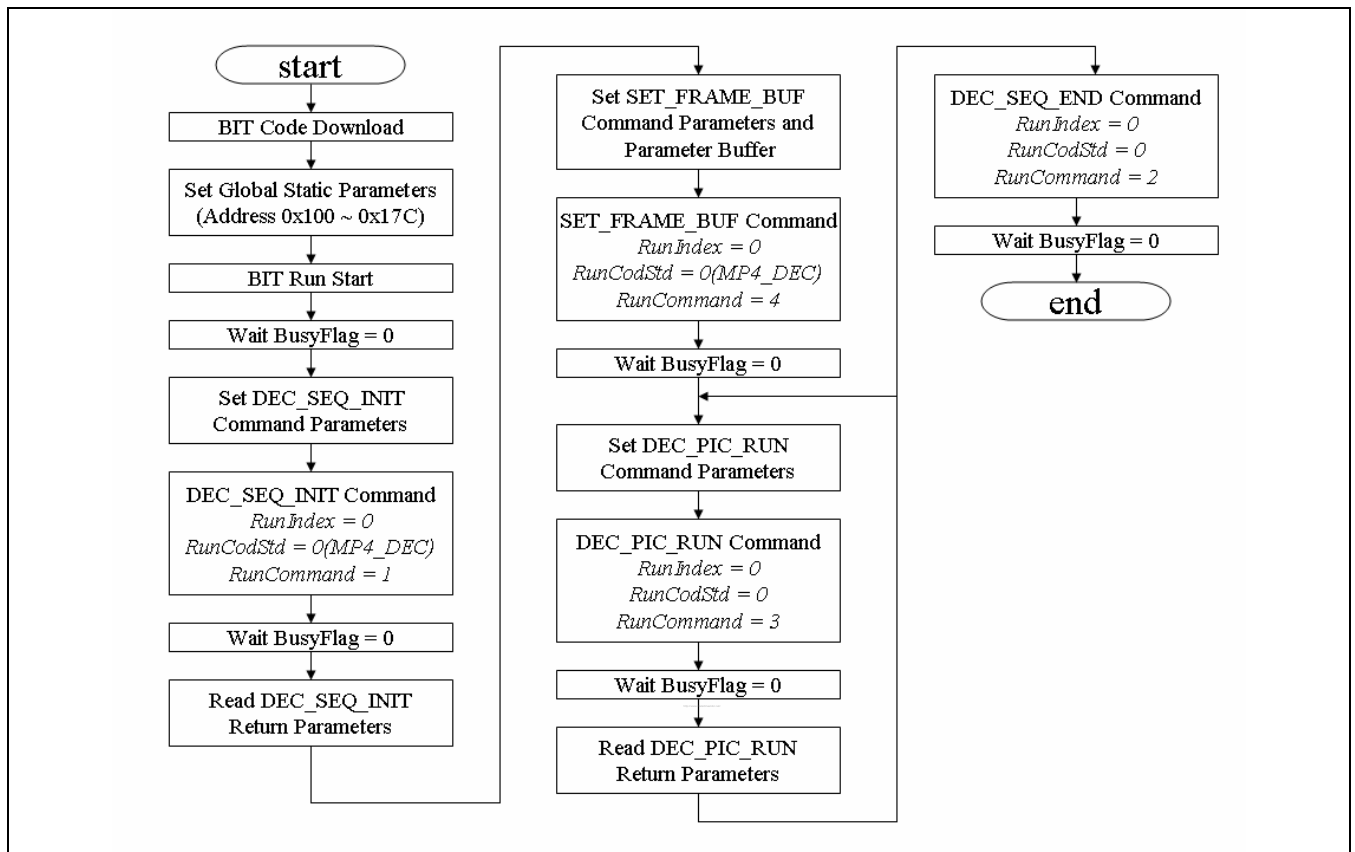 start
BIT Code Download
Set Global Static Parameters
(Address 0x100 ~ 0x17C)
BIT Run Start
Wait BusyFlag = 0
Set DEC_SEQ_INIT
Command Parameters
DEC_SEQ_INIT Command
RunIndex = 0
RunCodStd = 0(MP4_DEC)
RunCommand = 1
Wait BusyFlag = 0
Read DEC_SEQ_INIT
Return Parameters
Set SET_FRAME_BUF
Command Parameters and
Parameter Buffer
SET_FRAME_BUF Command
RunIndex = 0
RunCodStd = 0(MP4_DEC)
RunCommand = 4
Wait BusyFlag = 0
Set DEC_PIC_RUN
Command Parameters
DEC_PIC_RUN Command
RunIndex = 0
RunCodStd = 0
RunCommand = 3
Wait BusyFlag = 0
Read DEC_PIC_RUN
Return Parameters
DEC_SEQ_END Command
RunIndex = 0
RunCodStd = 0
RunCommand = 2
Wait BusyFlag = 0
end